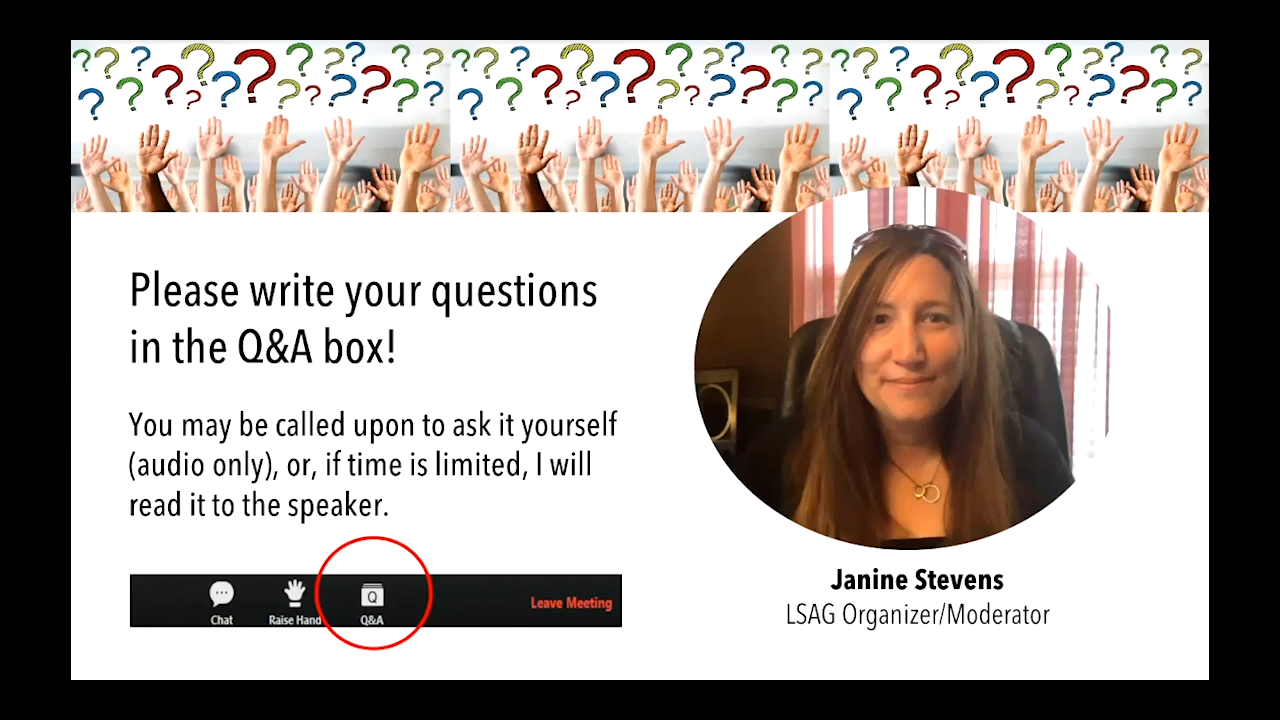 Please write your questions
in the Q&A box!
You may be called upon to ask it yourself
(audio only), or, if time is limited, I will
read it to the speaker.
Chat
Raise Hand
Q
Q&A
Leave Meeting
Janine Stevens
LSAG Organizer/Moderator